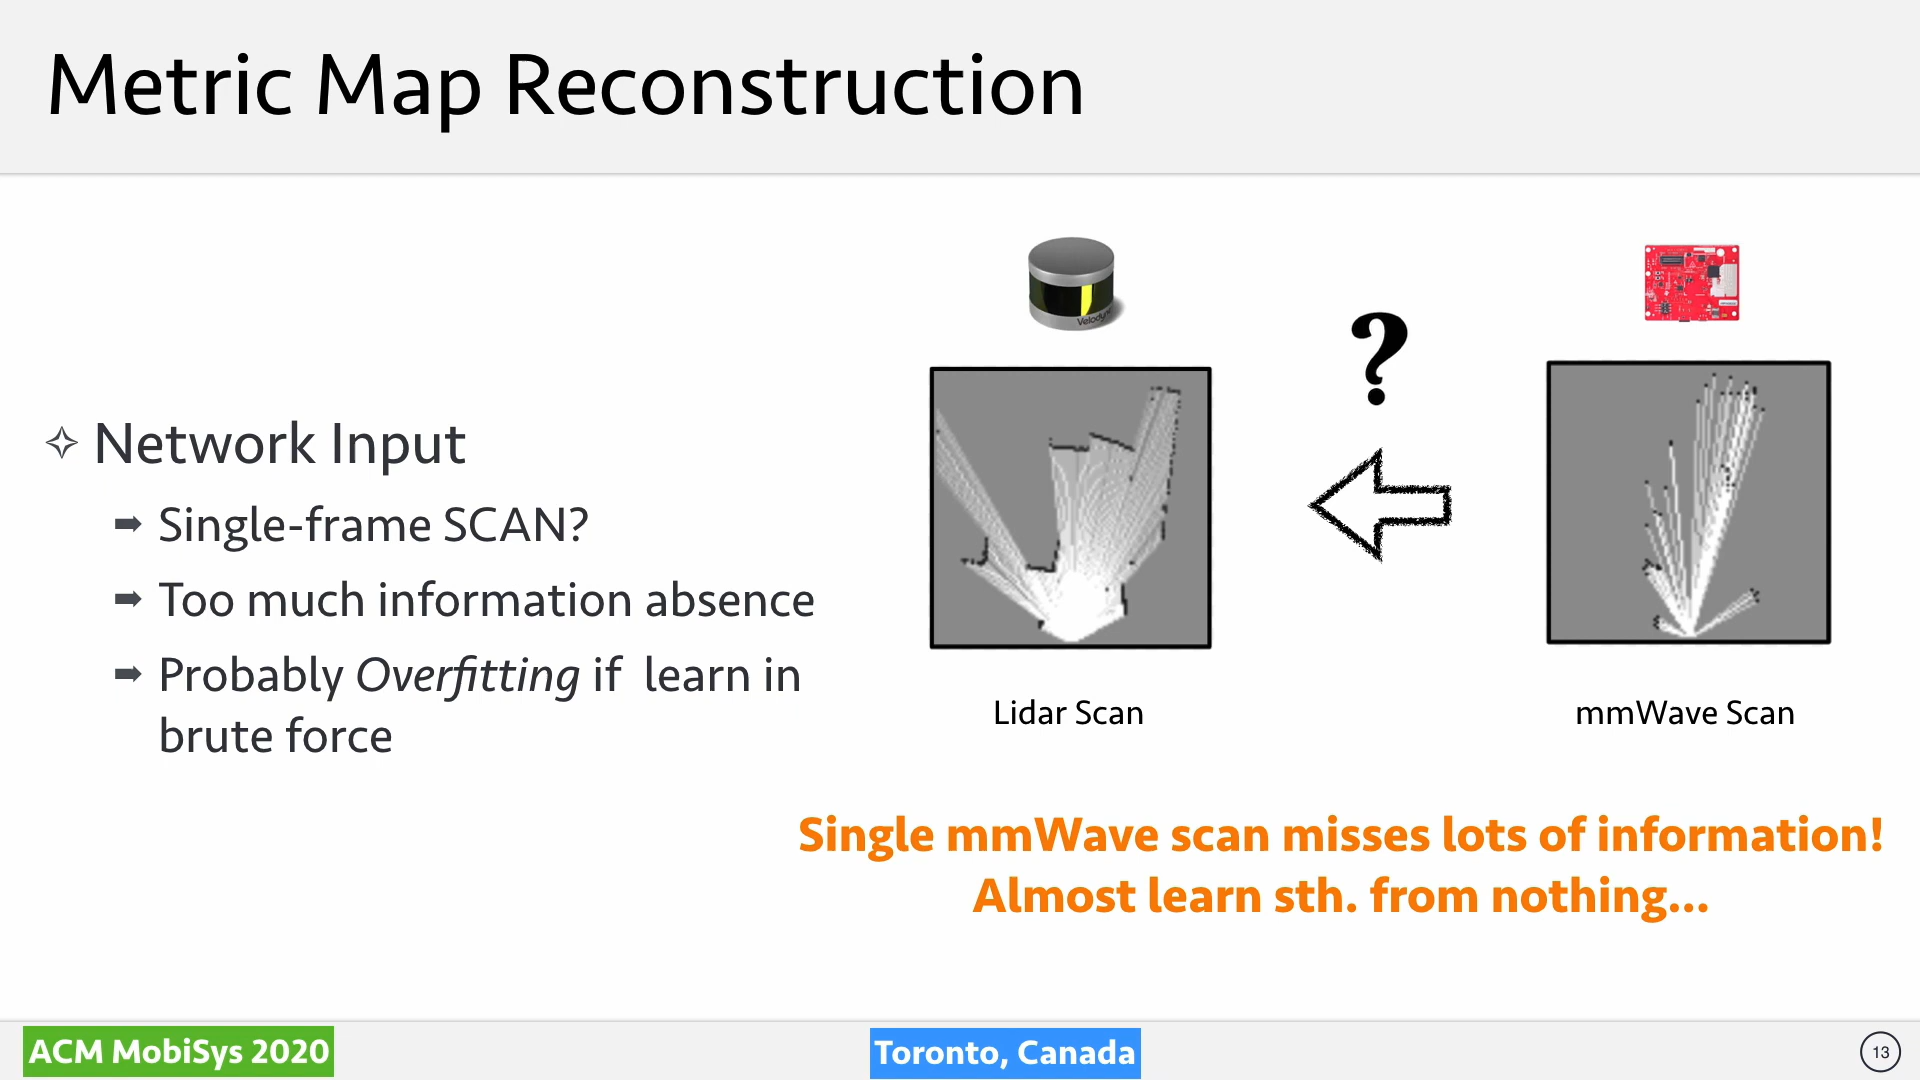 Metric Map Reconstruction
Network Input
Single-frame SCAN?
Too much information absence
Probably Overfitting if learn in
brute force
Velodyne
?
Lidar Scan
mmWave Scan
Single mmWave scan misses lots of information!
Almost learn sth. from nothing...
ACM MobiSys 2020
Toronto, Canada
13